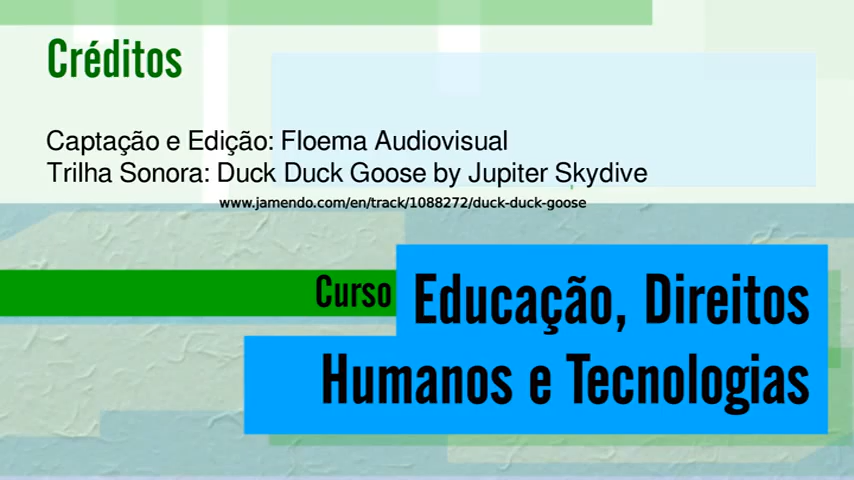 Créditos
Captação e Edição: Floema Audiovisual
Trilha Sonora: Duck Duck Goose by Jupiter Skydive
www.jamendo.com/en/track/1088272/duck-duck-goose
Curso Educação, Direitos
Humanos e Tecnologias